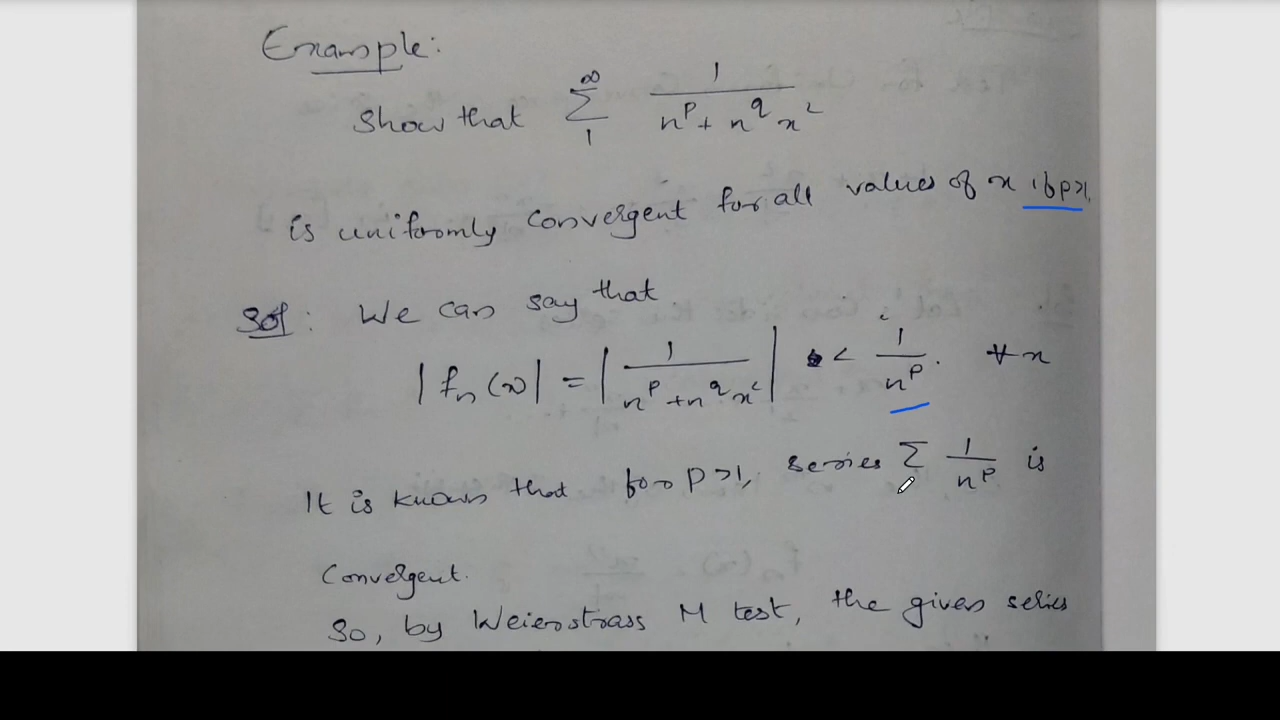 Example:
Show that ∞ Σ 1 1 / n^p + n^q x^2
is uniformly convergent for all values of x if p>1.
Sol: We can say that
|fn(x)| = |1 / n^p + n^q x^2| < 1 / n^p. ∀ x
It is known that for p>1, series Σ 1 / n^p is
Convergent.
So, by Weierstrass M test, the given series